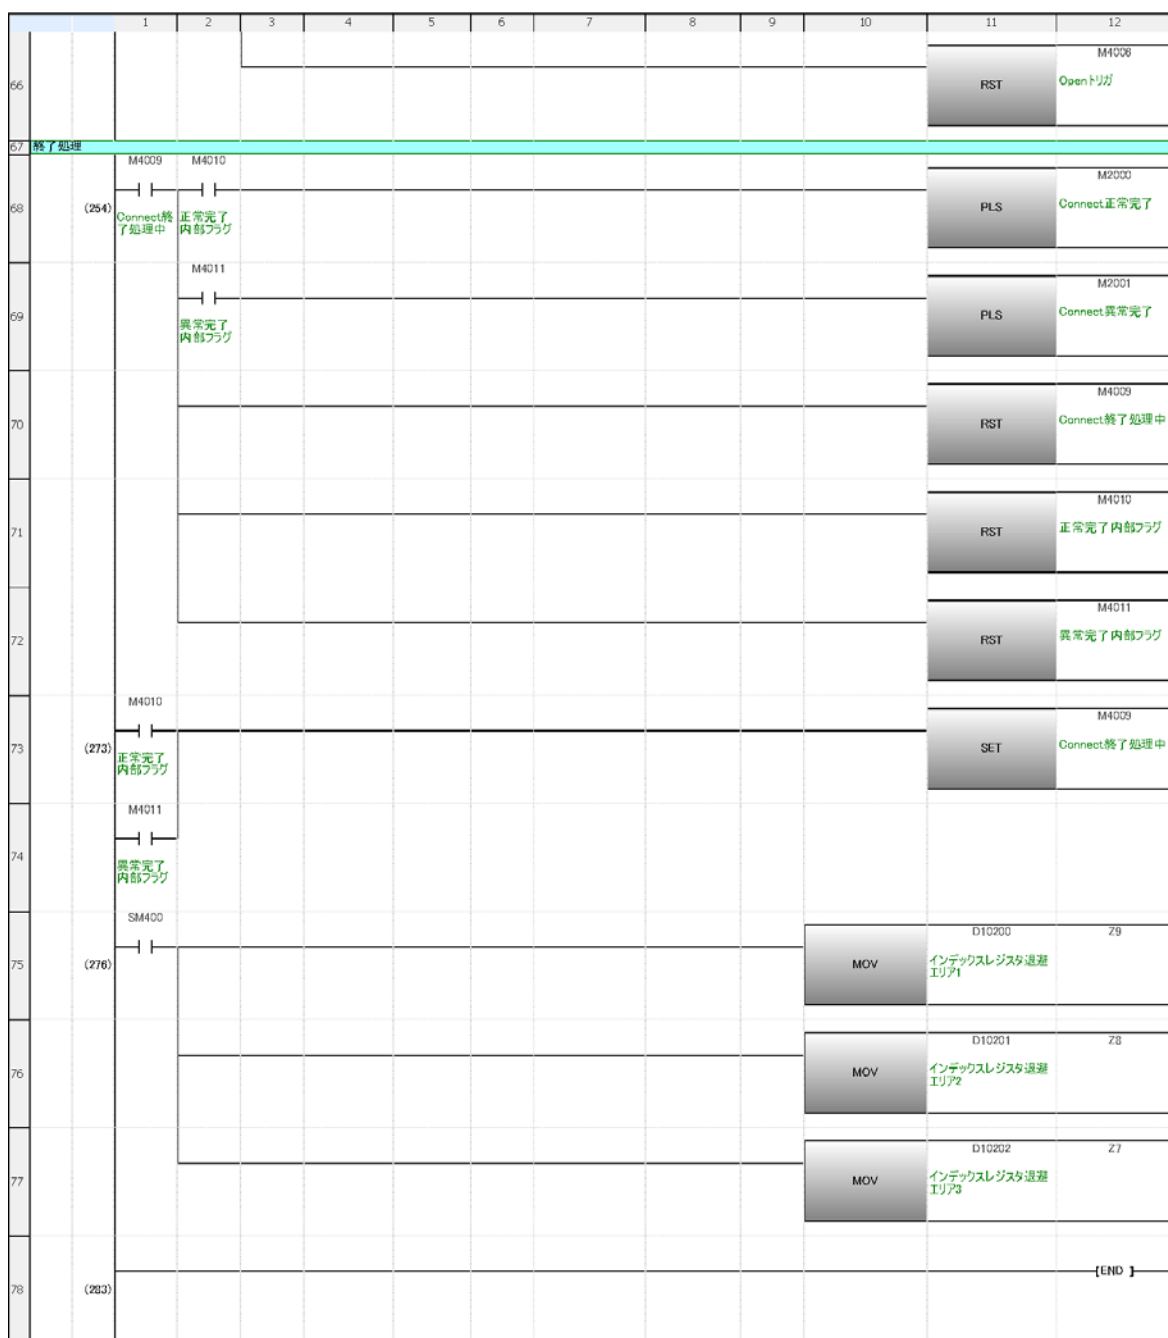 1 2 3 4 5 6 7 8 9 10 11 12
M4006
66 RST Openトリガ
67 終了処理
M4009 M4010 M2000
68 (254) PLS Connect正常完了
Connect終 正常完了
了処理中 内部フラグ
M4011 M2001
69 PLS Connect異常完了
異常完了
内部フラグ
M4009
70 RST Connect終了処理中
M4010
71 RST 正常完了内部フラグ
M4011
72 RST 異常完了内部フラグ
M4010 M4009
73 (273) SET Connect終了処理中
正常完了
内部フラグ
M4011
74
異常完了
内部フラグ
SM400 D10200 Z9
75 (276) MOV インデックスレジスタ退避
エリア1
D10201 Z8
76 MOV インデックスレジスタ退避
エリア2
D10202 Z7
77 MOV インデックスレジスタ退避
エリア3
[END ]
78 (283)